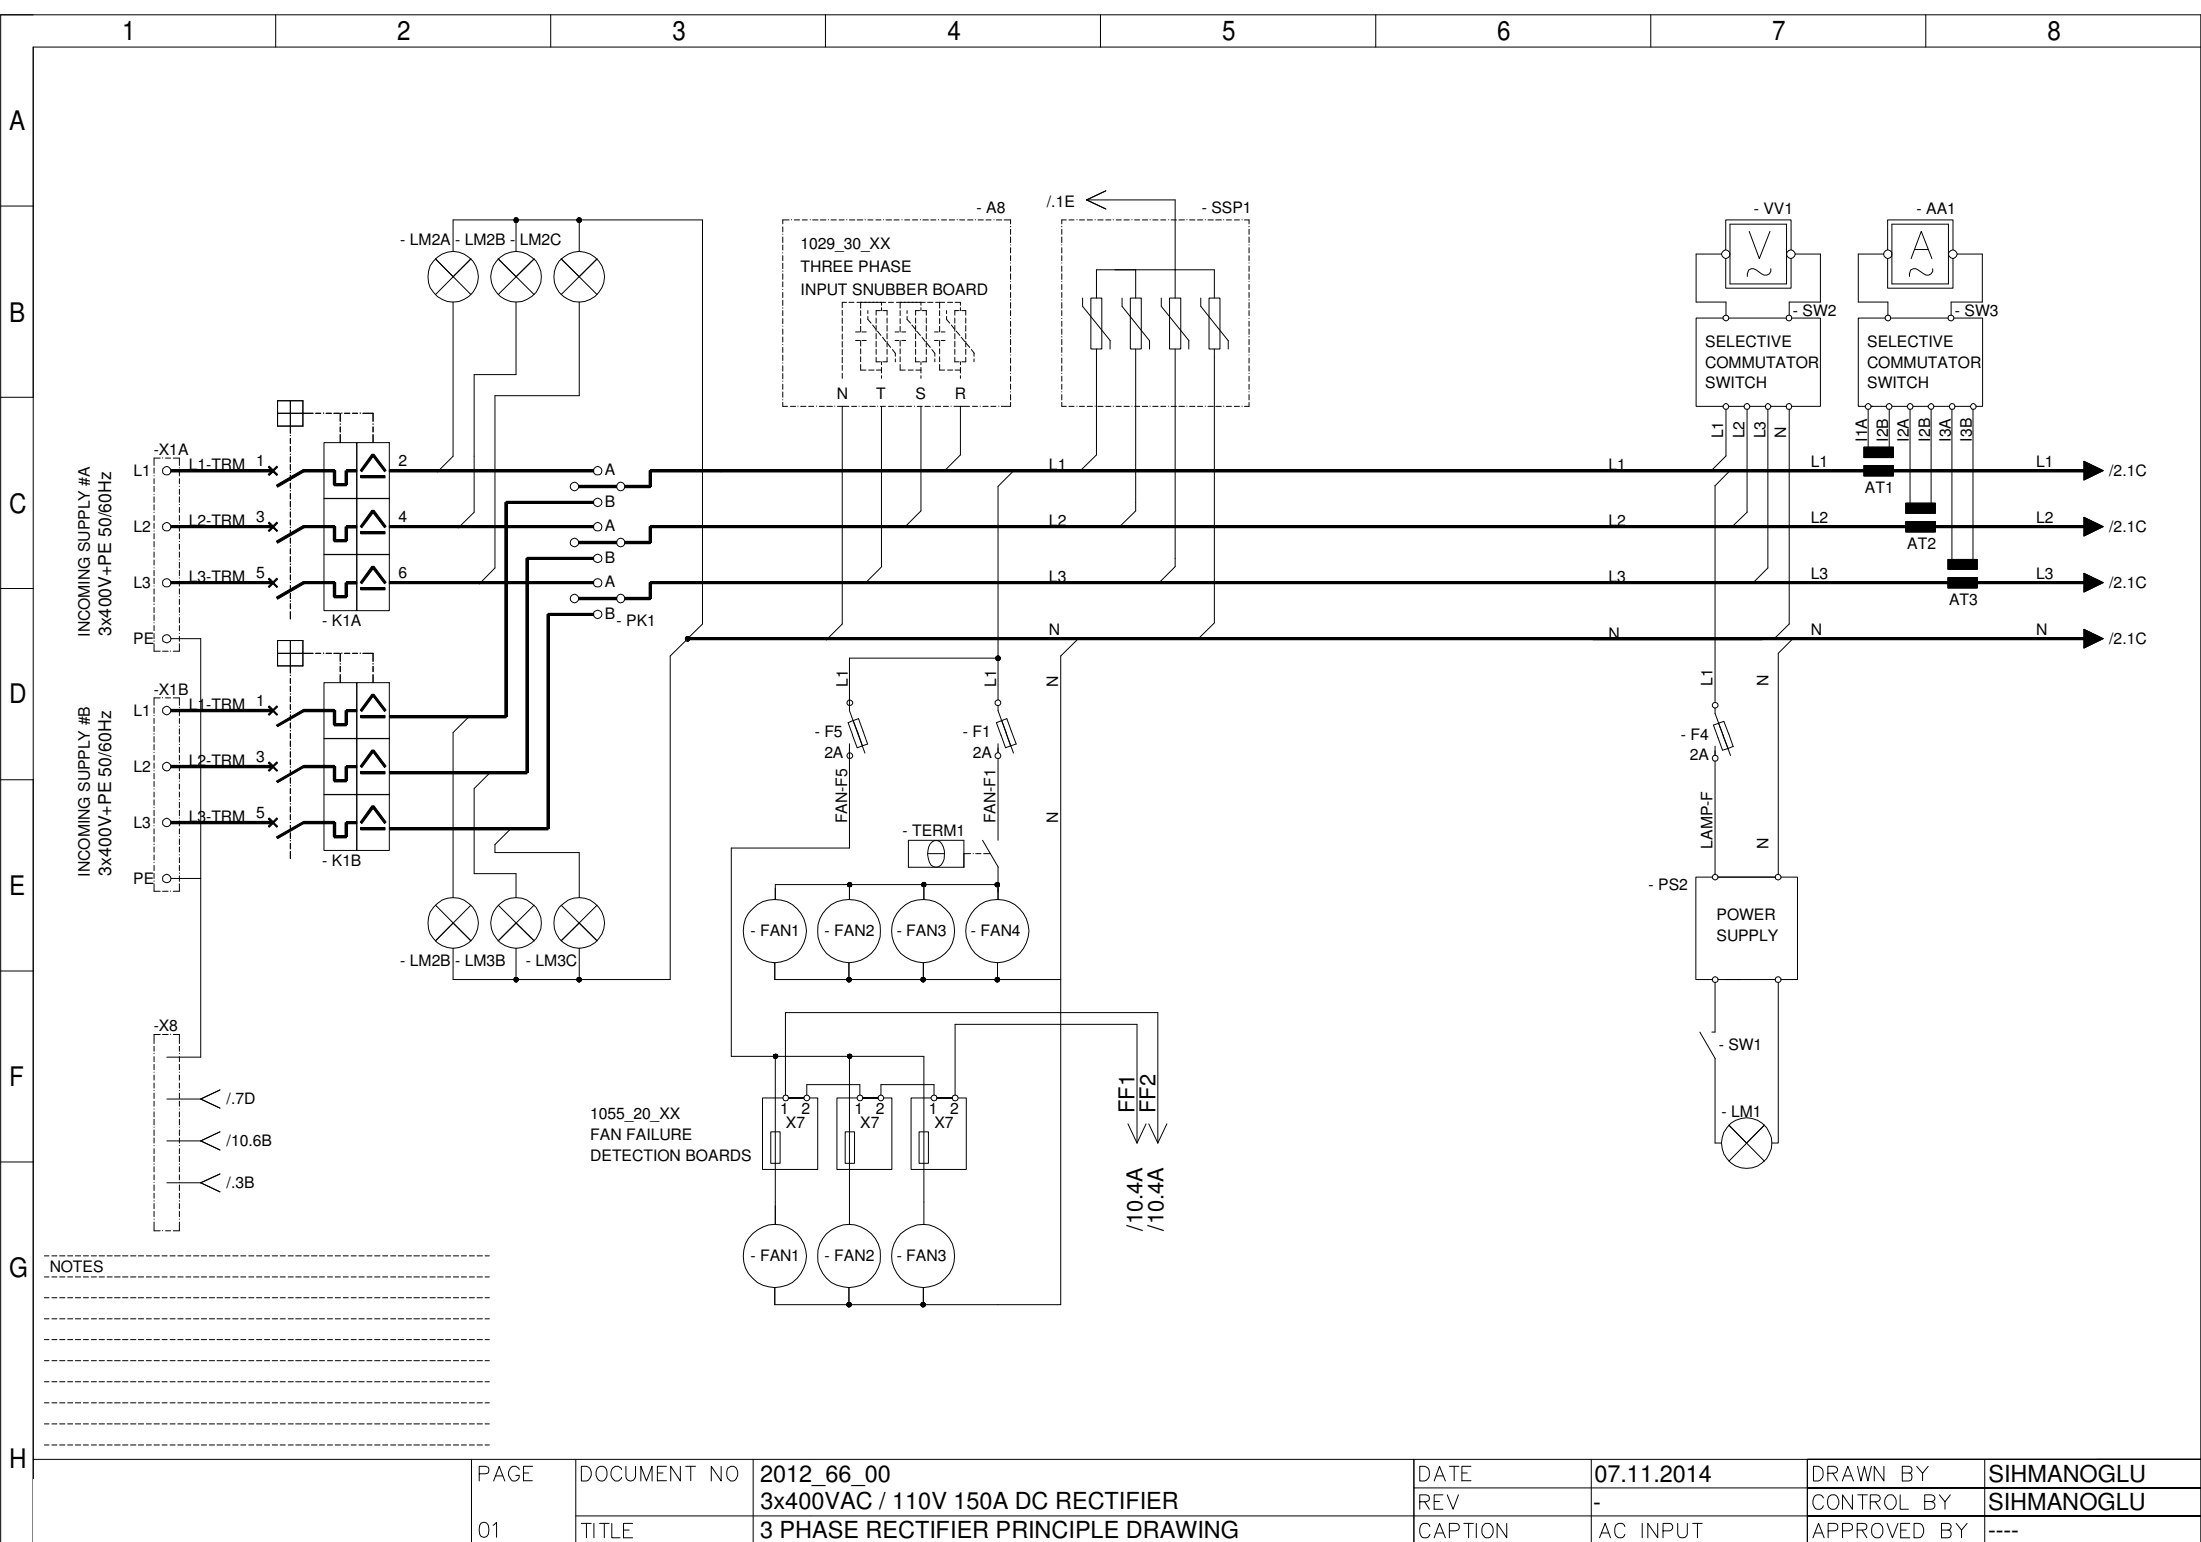 1 2 3 4 5 6 7 8
A
B
C
D
E
F
G
H
- LM2A - LM2B - LM2C
- A8
1029_30_XX
THREE PHASE
INPUT SNUBBER BOARD
N T S R
/.1E
- SSP1
- VV1
V
- SW2
SELECTIVE
COMMUTATOR
SWITCH
L1 L2 L3 N
- AA1
A
- SW3
SELECTIVE
COMMUTATOR
SWITCH
I1A I2B I2A I2B I3A I3B
INCOMING SUPPLY #A
3x400V+PE 50/60Hz
-X1A
L1 L1-TRM 1 2
L2 L2-TRM 3 4
L3 L3-TRM 5 6
PE
- K1A
A
B
A
B
A
B - PK1
L1 L1 L1 L1 /2.1C
AT1
L2 L2 L2 L2 /2.1C
AT2
L3 L3 L3 L3 /2.1C
AT3
N N N N /2.1C
INCOMING SUPPLY #B
3x400V+PE 50/60Hz
-X1B
L1 L1-TRM 1
L2 L2-TRM 3
L3 L3-TRM 5
PE
- K1B
- LM2B - LM3B - LM3C
L1 L1 N
- F5
2A
FAN-F5
- F1
2A
FAN-F1
N
- TERM1
- FAN1 - FAN2 - FAN3 - FAN4
L1 N
- F4
2A
LAMP-F
N
- PS2
POWER
SUPPLY
- SW1
- LM1
-X8
/.7D
/10.6B
/.3B
1055_20_XX
FAN FAILURE
DETECTION BOARDS
1 2 1 2 1 2
X7 X7 X7
FF1
FF2
/10.4A
/10.4A
- FAN1 - FAN2 - FAN3
NOTES
PAGE
01
DOCUMENT NO 2012_66_00
3x400VAC / 110V 150A DC RECTIFIER
TITLE 3 PHASE RECTIFIER PRINCIPLE DRAWING
DATE 07.11.2014
REV -
CAPTION AC INPUT
DRAWN BY SIHMANOGLU
CONTROL BY SIHMANOGLU
APPROVED BY ----